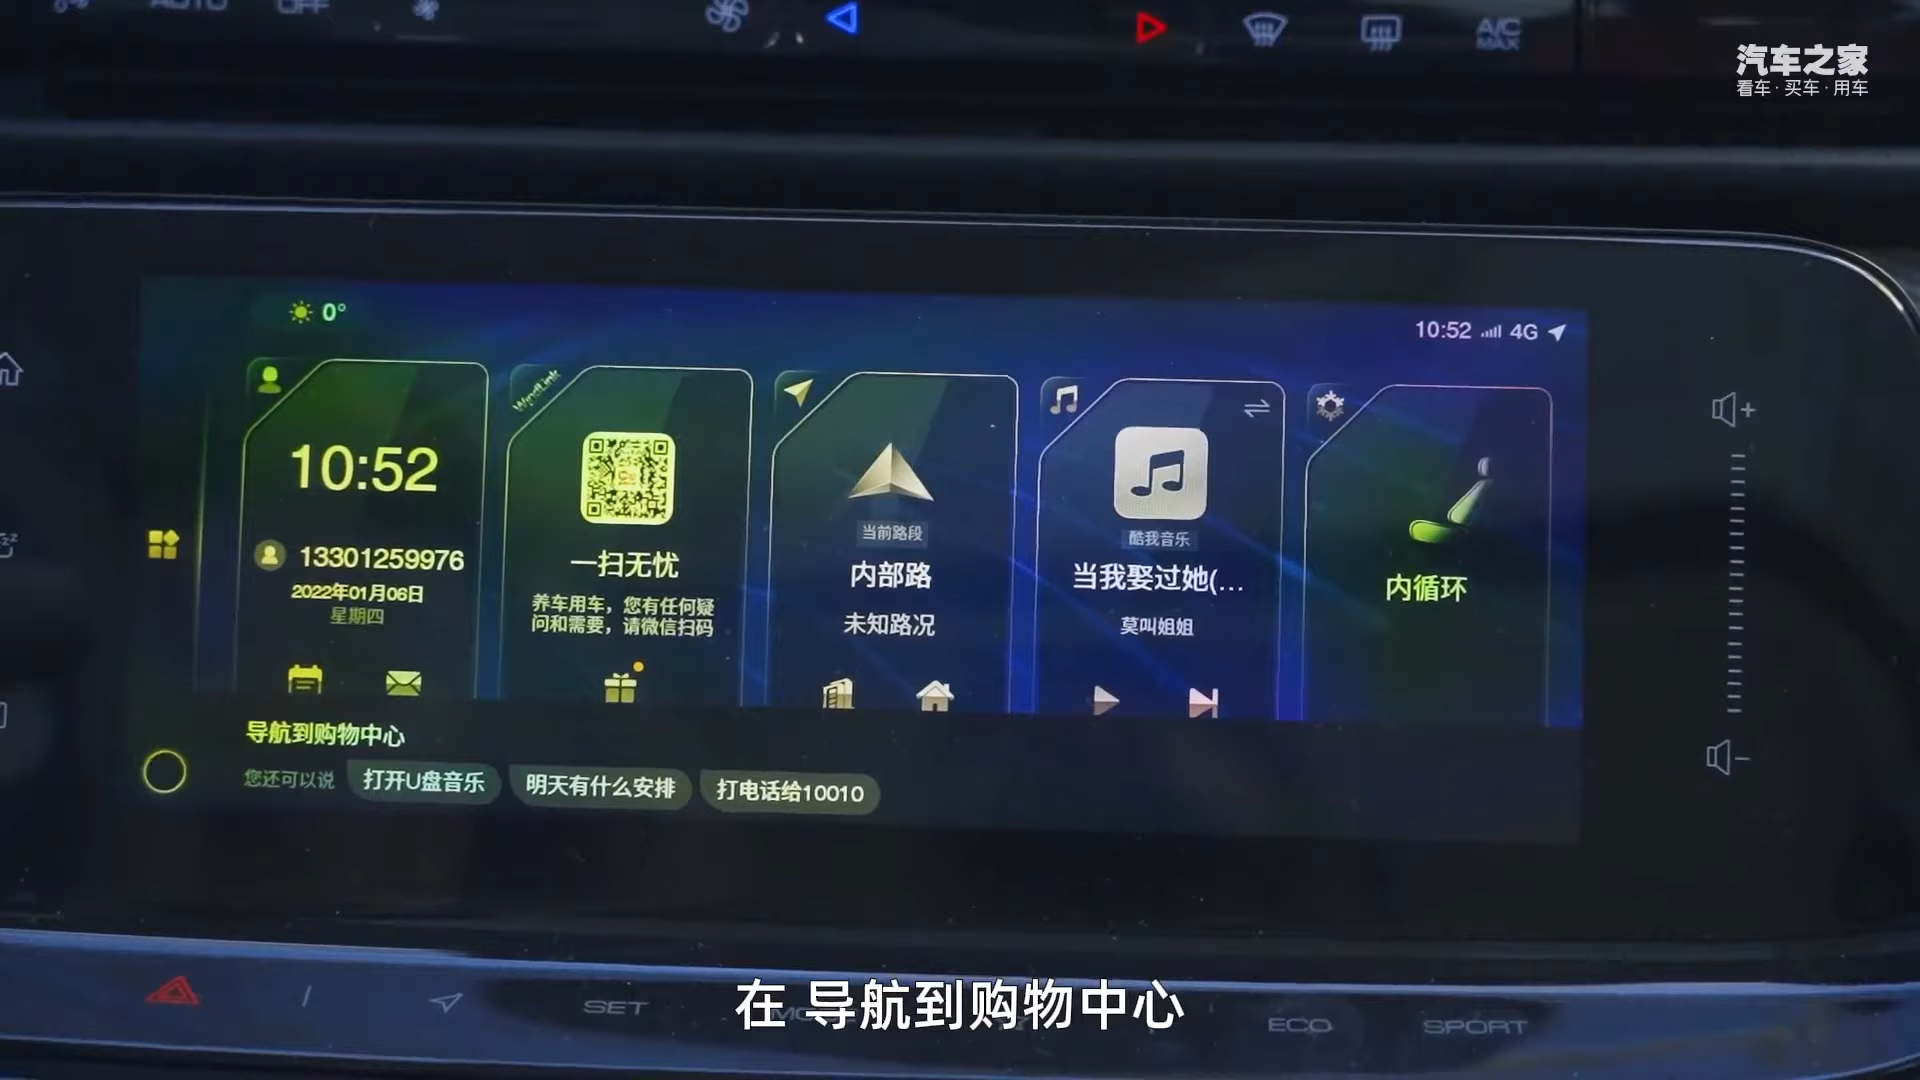 AUTO OFF
A/C
MAX
汽车之家
看车·买车·用车
0°
10:52 4G
WindLink
10:52
13301259976
2022年01月06日
星期四
一扫无忧
养车用车，您有任何疑
问和需要，请微信扫码
当前路段
内部路
未知路况
酷我音乐
当我娶过她(...
莫叫姐姐
内循环
导航到购物中心
您还可以说 打开U盘音乐 明天有什么安排 打电话给10010
SET ECO SPORT
在 导航到购物中心